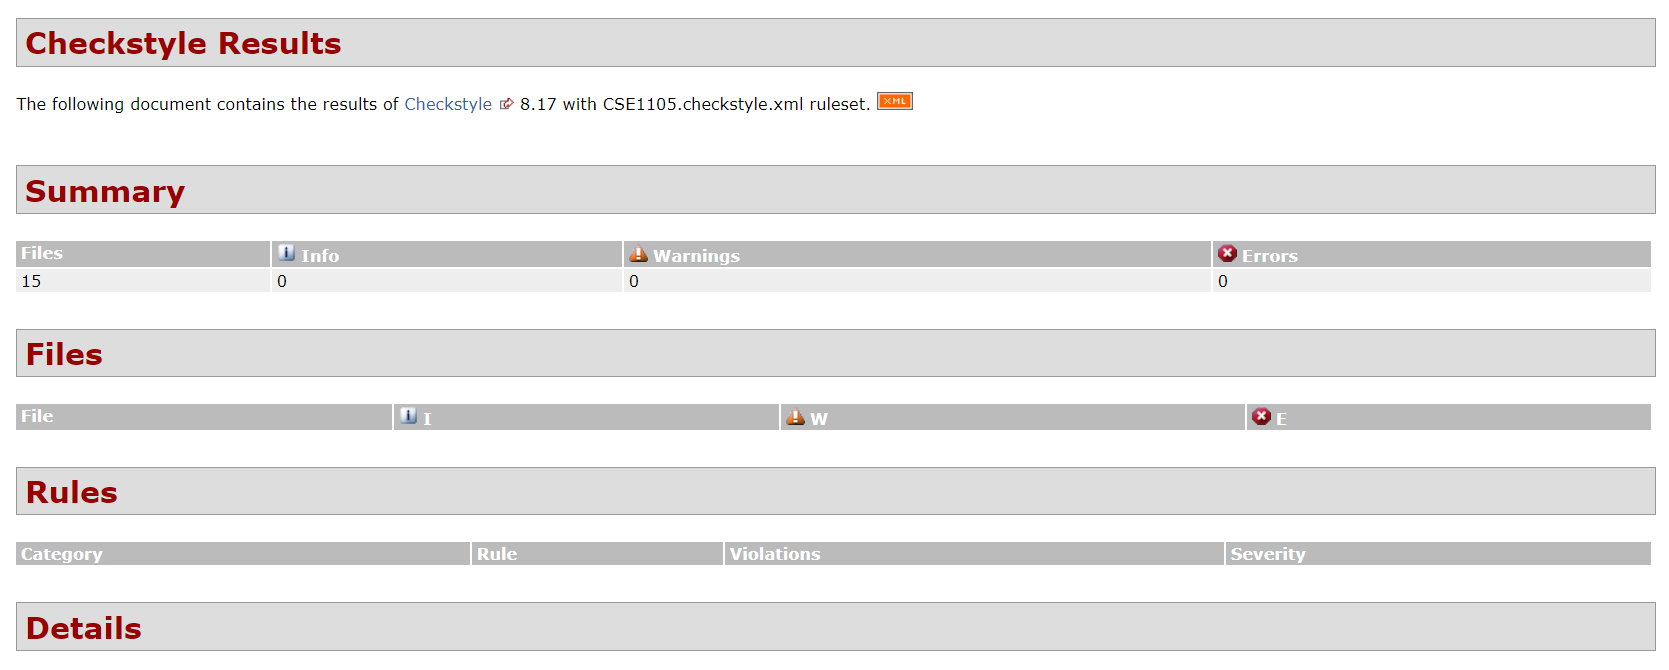 Checkstyle Results
The following document contains the results of Checkstyle 8.17 with CSE1105.checkstyle.xml ruleset. XML
Summary
Files Info Warnings Errors
15 0 0 0
Files
File I W E
Rules
Category Rule Violations Severity
Details